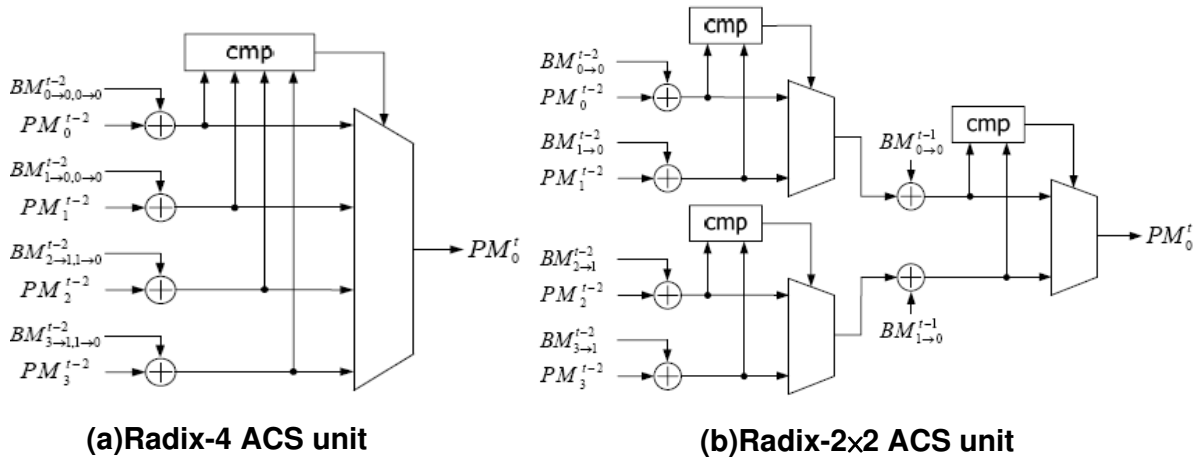 cmp
BM^{t-2}_{0→0,0→0}
PM^{t-2}_0
BM^{t-2}_{1→0,0→0}
PM^{t-2}_1
BM^{t-2}_{2→1,1→0}
PM^{t-2}_2
BM^{t-2}_{3→1,1→0}
PM^{t-2}_3
PM^t_0
(a)Radix-4 ACS unit
cmp
BM^{t-2}_{0→0}
PM^{t-2}_0
BM^{t-2}_{1→0}
PM^{t-2}_1
cmp
BM^{t-2}_{2→1}
PM^{t-2}_2
BM^{t-2}_{3→1}
PM^{t-2}_3
BM^{t-1}_{0→0}
cmp
BM^{t-1}_{1→0}
PM^t_0
(b)Radix-2×2 ACS unit